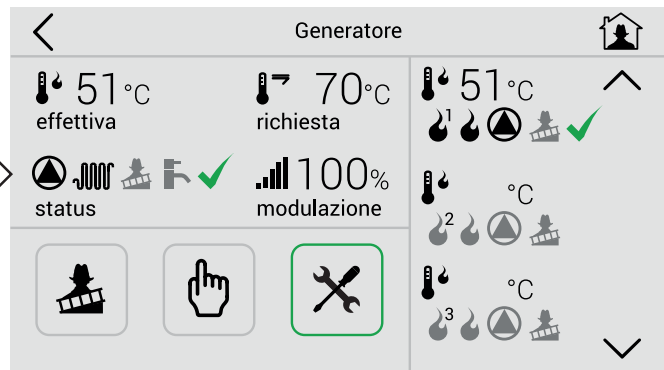 Generatore
51°C
effettiva
70°C
richiesta
status
100%
modulazione
51°C
1
°C
2
°C
3